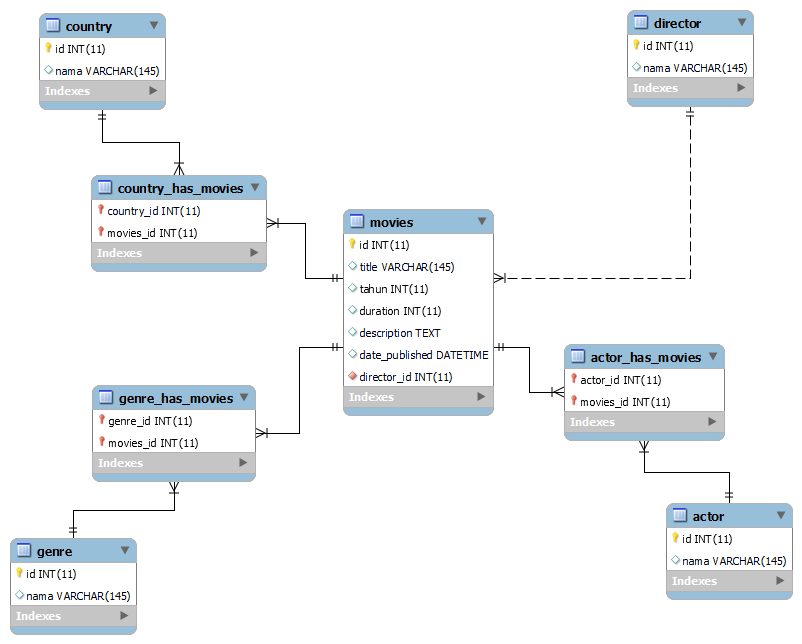 country
id INT(11)
nama VARCHAR(145)
Indexes
director
id INT(11)
nama VARCHAR(145)
Indexes
country_has_movies
country_id INT(11)
movies_id INT(11)
Indexes
movies
id INT(11)
title VARCHAR(145)
tahun INT(11)
duration INT(11)
description TEXT
date_published DATETIME
director_id INT(11)
Indexes
actor_has_movies
actor_id INT(11)
movies_id INT(11)
Indexes
genre_has_movies
genre_id INT(11)
movies_id INT(11)
Indexes
actor
id INT(11)
nama VARCHAR(145)
Indexes
genre
id INT(11)
nama VARCHAR(145)
Indexes